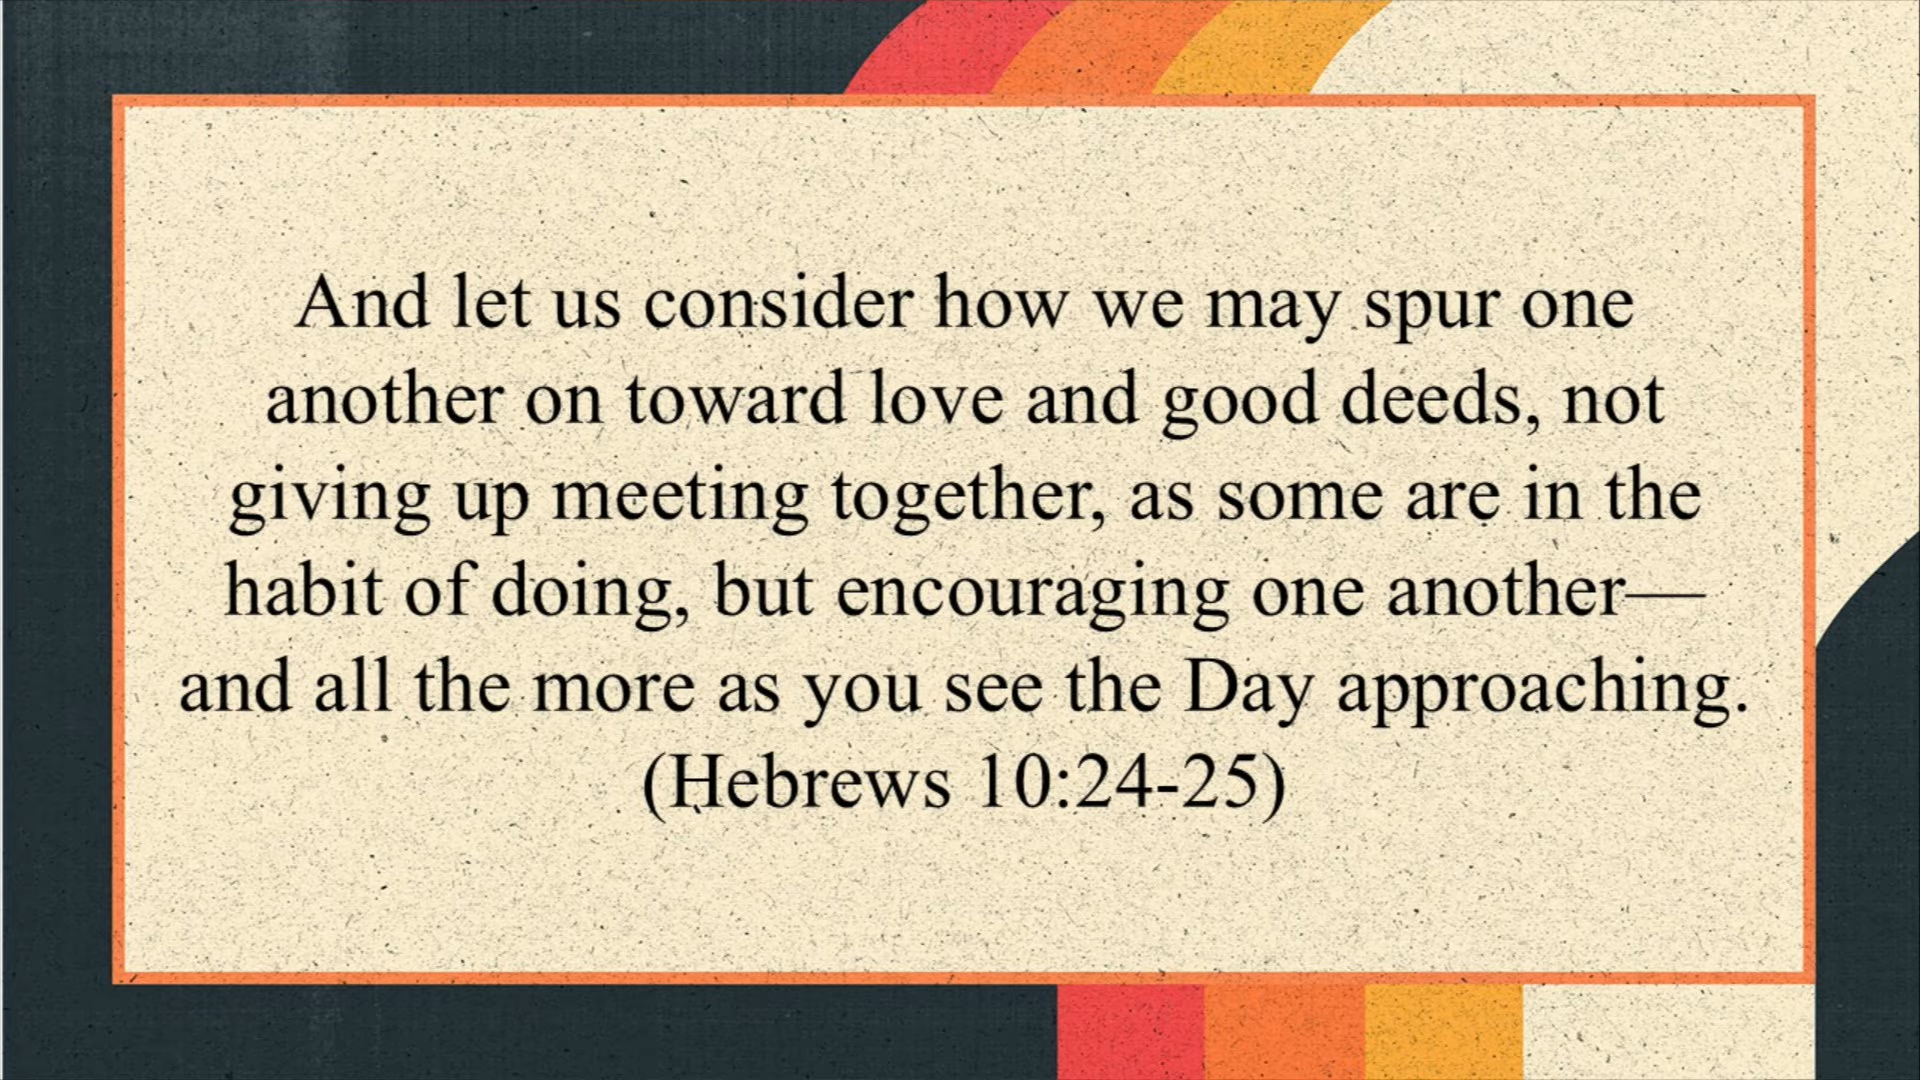 And let us consider how we may spur one
another on toward love and good deeds, not
giving up meeting together, as some are in the
habit of doing, but encouraging one another—
and all the more as you see the Day approaching.
(Hebrews 10:24-25)